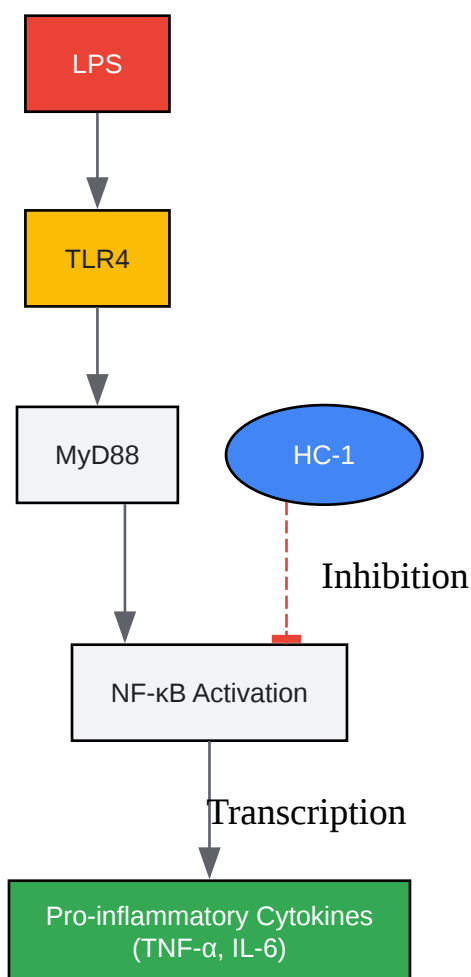 LPS
TLR4
MyD88
HC-1
Inhibition
NF-κB Activation
Transcription
Pro-inflammatory Cytokines
(TNF-α, IL-6)